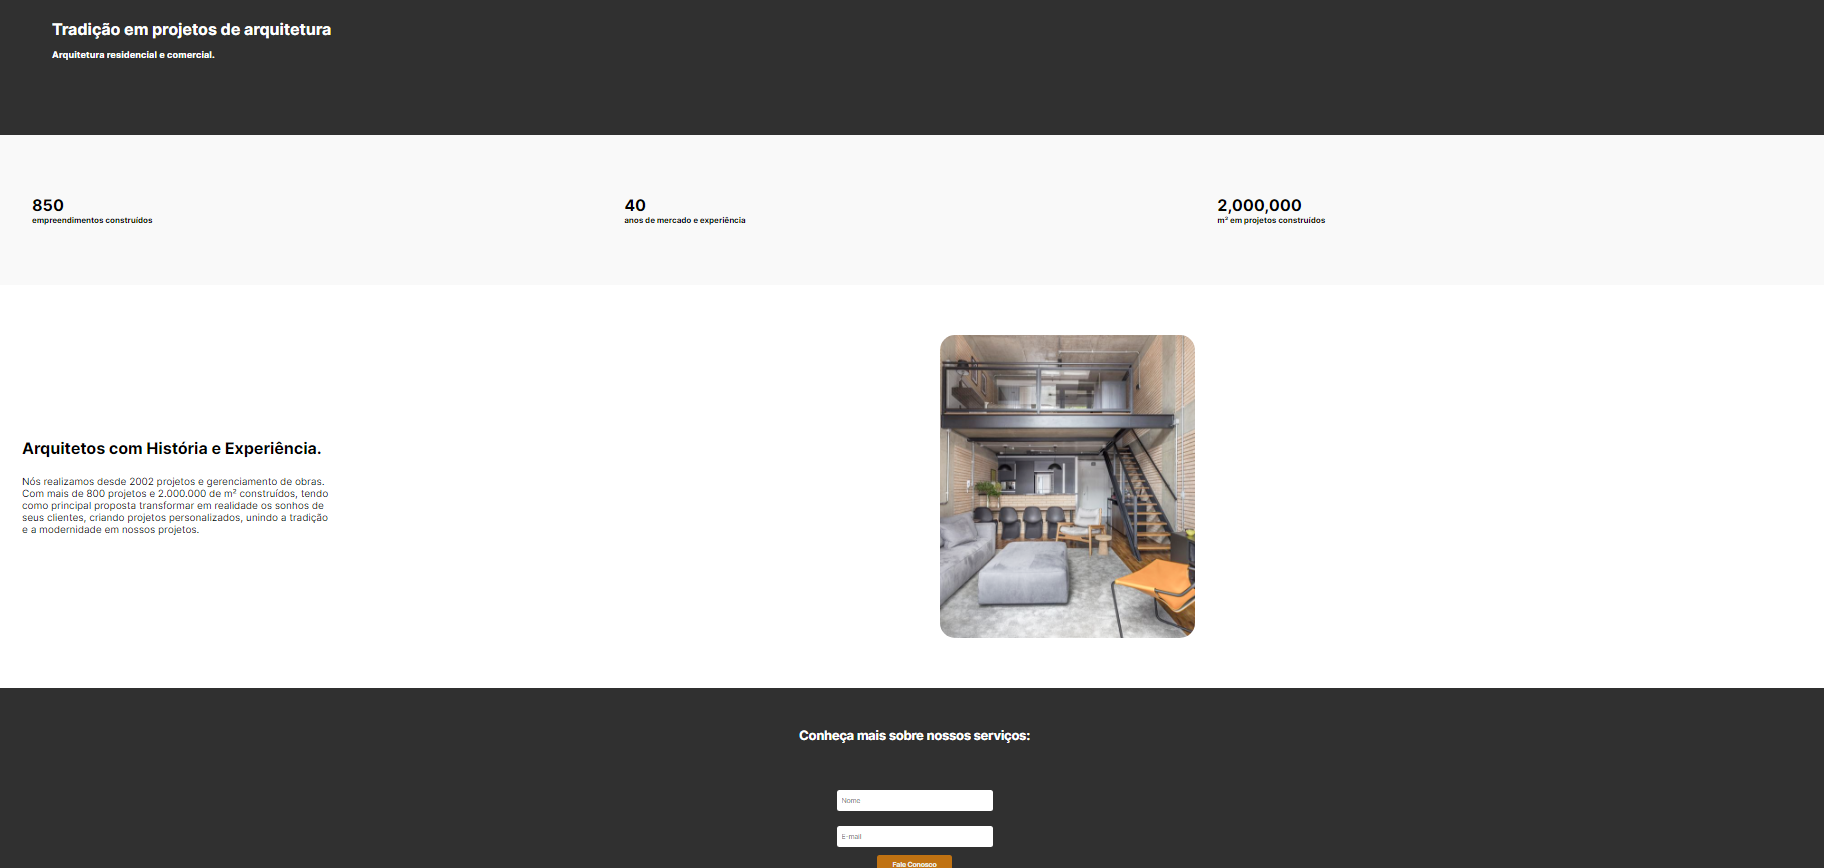 Tradição em projetos de arquitetura
Arquitetura residencial e comercial.
850
empreendimentos construídos
40
anos de mercado e experiência
2,000,000
m² em projetos construídos
Arquitetos com História e Experiência.
Nós realizamos desde 2002 projetos e gerenciamento de obras.
Com mais de 800 projetos e 2.000.000 de m² construídos, tendo
como principal proposta transformar em realidade os sonhos de
seus clientes, criando projetos personalizados, unindo a tradição
e a modernidade em nossos projetos.
Conheça mais sobre nossos serviços:
Nome
E-mail
Fale Conosco